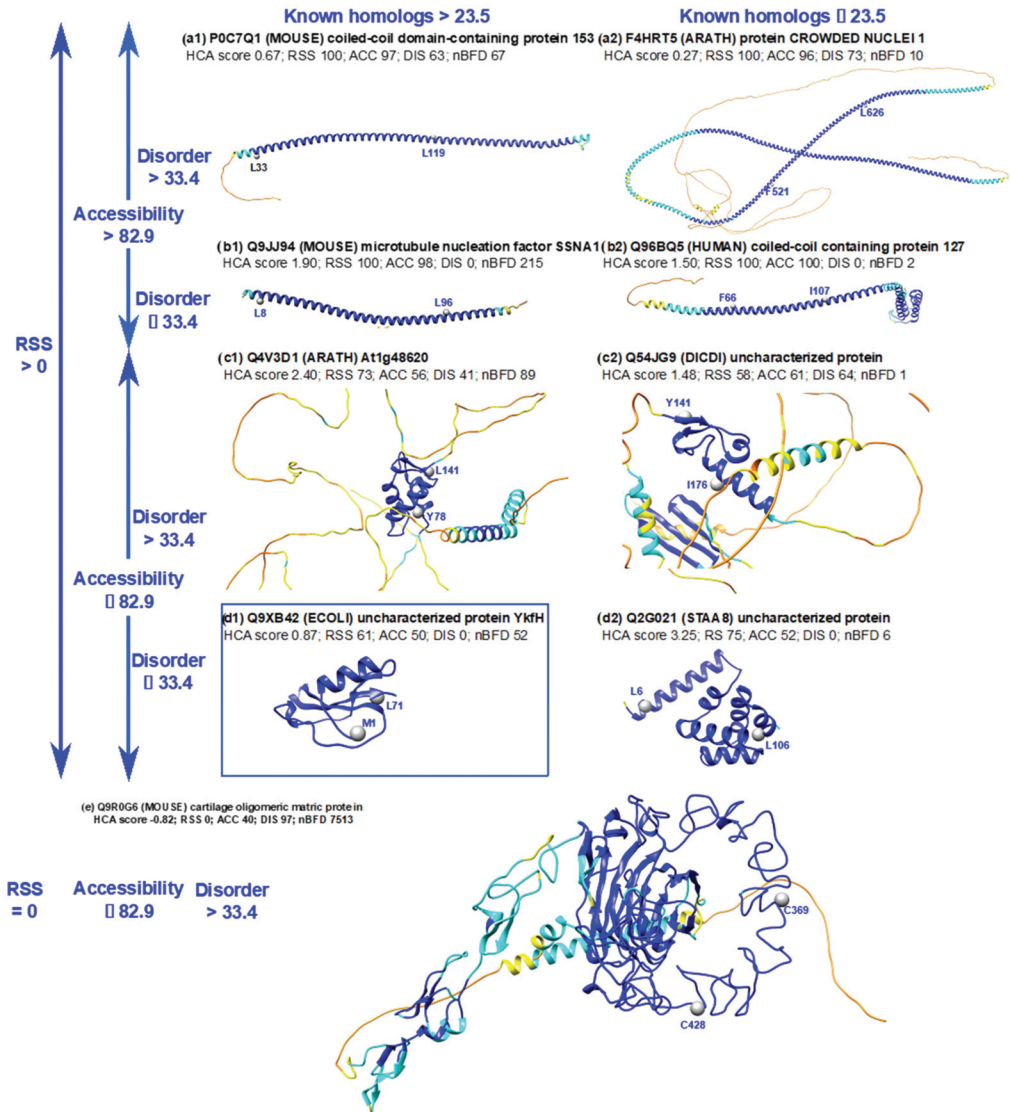 Known homologs > 23.5
Known homologs ▯ 23.5
(a1) P0C7Q1 (MOUSE) coiled-coil domain-containing protein 153
HCA score 0.67; RSS 100; ACC 97; DIS 63; nBFD 67
(a2) F4HRT5 (ARATH) protein CROWDED NUCLEI 1
HCA score 0.27; RSS 100; ACC 96; DIS 73; nBFD 10
L33
L119
L626
F521
Disorder
> 33.4
Accessibility
> 82.9
(b1) Q9JJ94 (MOUSE) microtubule nucleation factor SSNA1
HCA score 1.90; RSS 100; ACC 98; DIS 0; nBFD 215
(b2) Q96BQ5 (HUMAN) coiled-coil containing protein 127
HCA score 1.50; RSS 100; ACC 100; DIS 0; nBFD 2
L8
L96
F66
I107
Disorder
▯ 33.4
RSS
> 0
(c1) Q4V3D1 (ARATH) At1g48620
HCA score 2.40; RSS 73; ACC 56; DIS 41; nBFD 89
(c2) Q54JG9 (DICDI) uncharacterized protein
HCA score 1.48; RSS 58; ACC 61; DIS 64; nBFD 1
L141
Y78
Y141
I176
Disorder
> 33.4
Accessibility
▯ 82.9
(d1) Q9XB42 (ECOLI) uncharacterized protein YkfH
HCA score 0.87; RSS 61; ACC 50; DIS 0; nBFD 52
(d2) Q2G021 (STAA8) uncharacterized protein
HCA score 3.25; RS 75; ACC 52; DIS 0; nBFD 6
L71
M1
L6
L106
Disorder
▯ 33.4
(e) Q9R0G6 (MOUSE) cartilage oligomeric matric protein
HCA score -0.82; RSS 0; ACC 40; DIS 97; nBFD 7513
RSS
= 0
Accessibility
▯ 82.9
Disorder
> 33.4
C369
C428